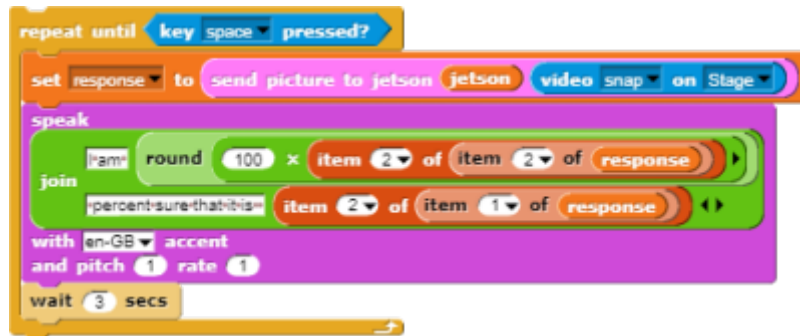 repeat until key space pressed?
set response to send picture to jetson jetson video snap on Stage
speak
I am round 100 × item 2 of item 2 of response
join
percent sure that it is item 2 of item 1 of response
with en-GB accent
and pitch 1 rate 1
wait 3 secs